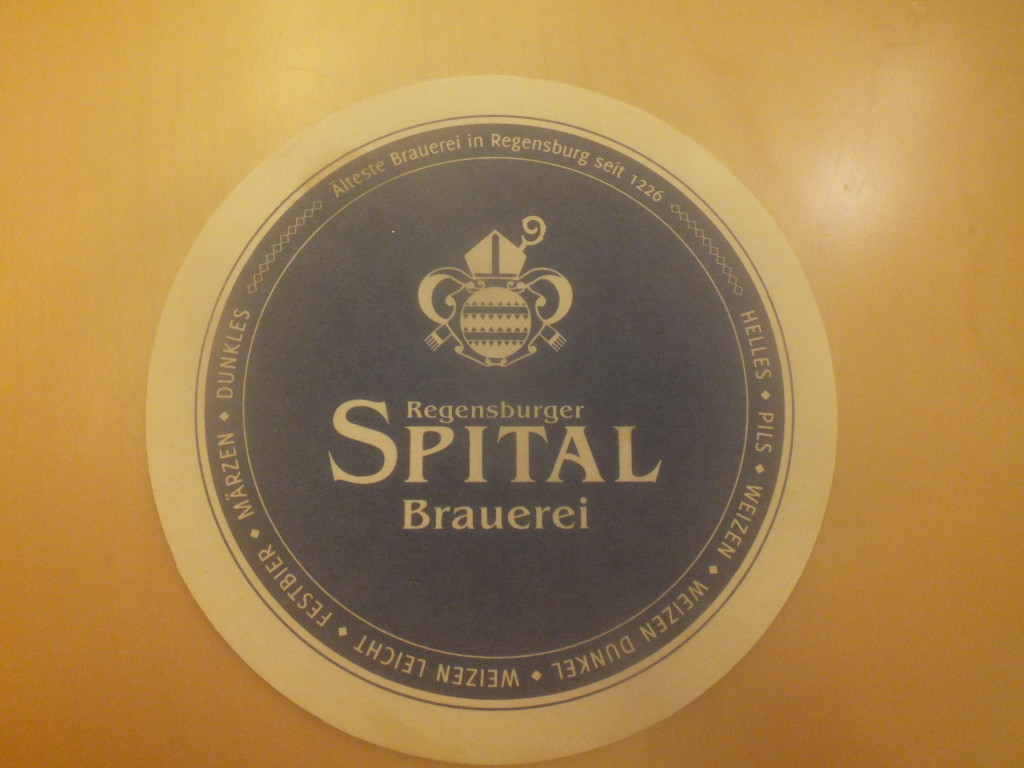 Älteste Brauerei in Regensburg seit 1226
HELLES ◆ PILS ◆ WEIZEN ◆ WEIZEN DUNKEL ◆ WEIZEN LEICHT ◆ FESTBIER ◆ MÄRZEN ◆ DUNKLES
Regensburger
SPITAL
Brauerei